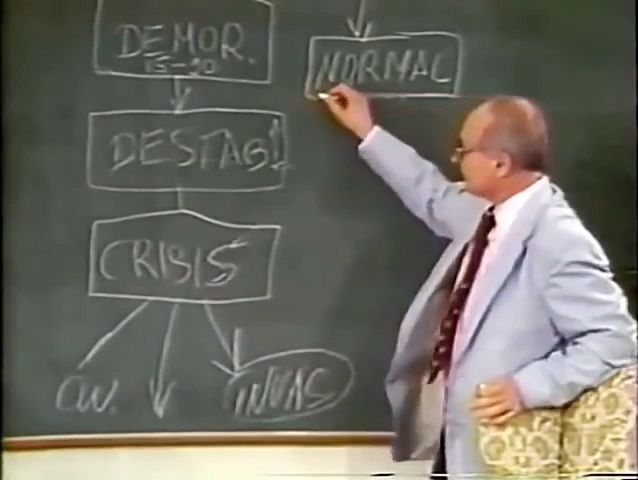 DEMOR.
15-20
NORMAL
DESTAB!
CRISIS
CW.
INVAS